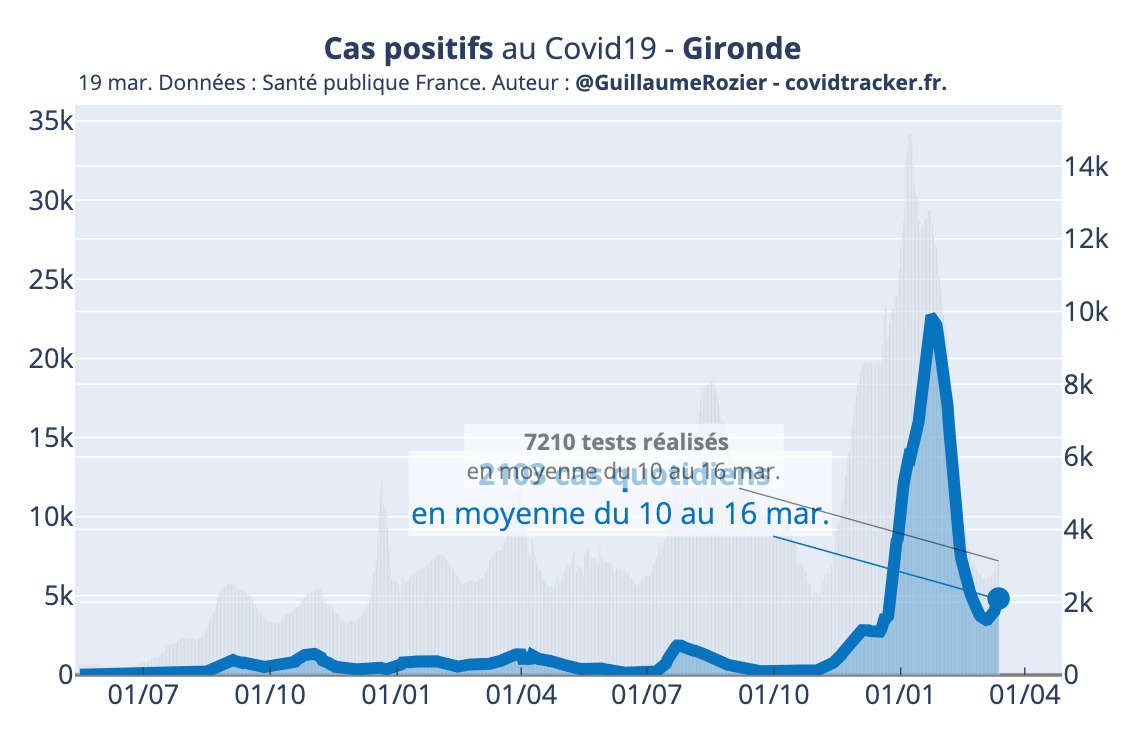 Cas positifs au Covid19 - Gironde
19 mar. Données : Santé publique France. Auteur : @GuillaumeRozier - covidtracker.fr.
35k
30k
25k
20k
15k
10k
5k
0
14k
12k
10k
8k
6k
4k
2k
0
7210 tests réalisés
en moyenne du 10 au 16 mar.
2103 cas quotidiens
en moyenne du 10 au 16 mar.
01/07 01/10 01/01 01/04 01/07 01/10 01/01 01/04